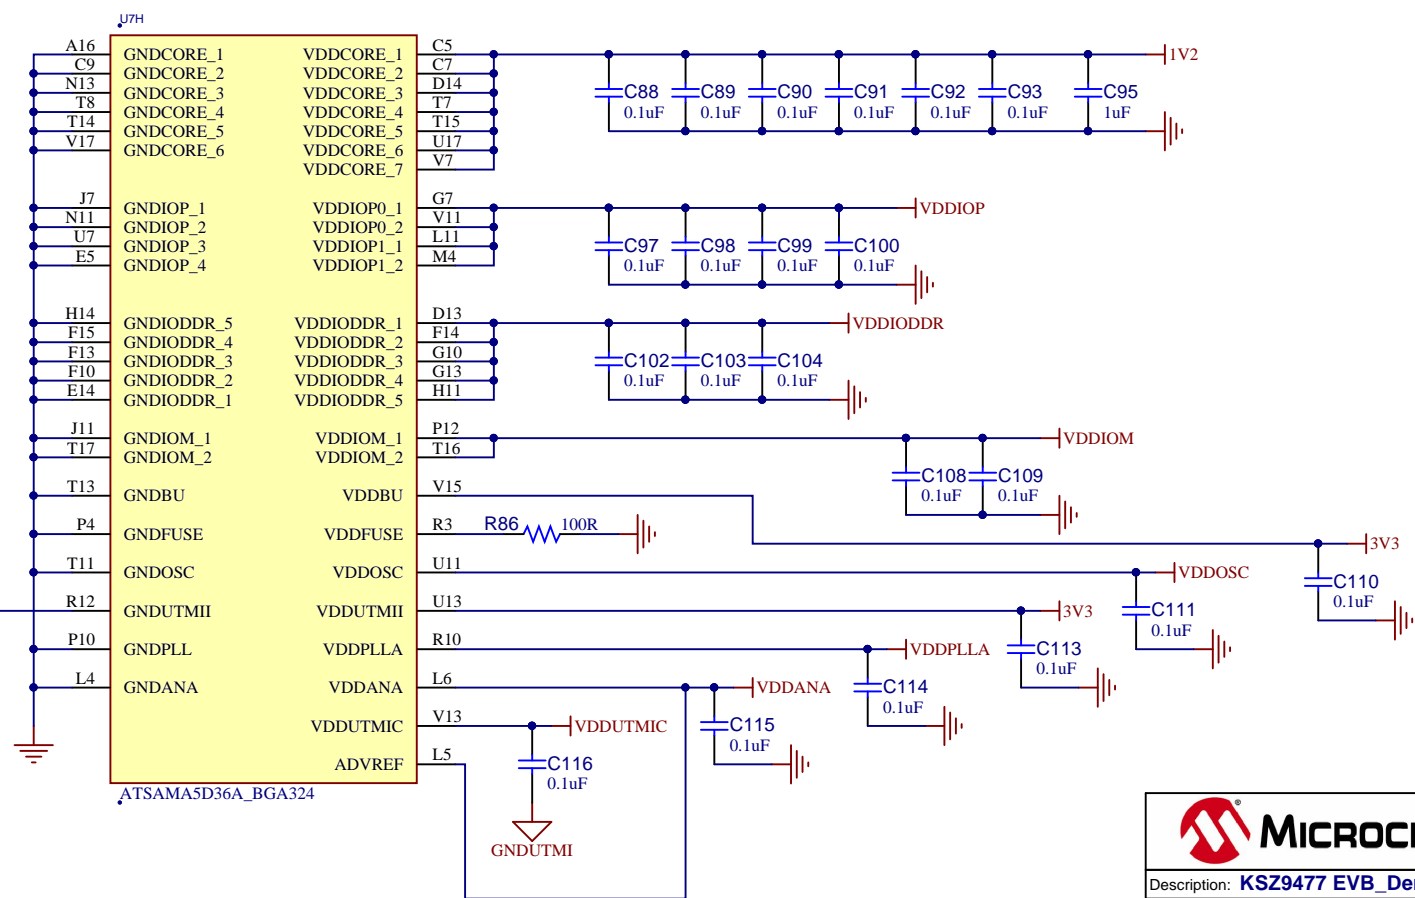 U7H
A16 GNDCORE_1 VDDCORE_1 C5 1V2
C9 GNDCORE_2 VDDCORE_2 C7
N13 GNDCORE_3 VDDCORE_3 D14 C88 C89 C90 C91 C92 C93 C95
T8 GNDCORE_4 VDDCORE_4 T7 0.1uF 0.1uF 0.1uF 0.1uF 0.1uF 0.1uF 1uF
T14 GNDCORE_5 VDDCORE_5 T15
V17 GNDCORE_6 VDDCORE_6 U17
VDDCORE_7 V7
J7 GNDIOP_1 VDDIOP0_1 G7 VDDIOP
N11 GNDIOP_2 VDDIOP0_2 V11
U7 GNDIOP_3 VDDIOP1_1 L11 C97 C98 C99 C100
E5 GNDIOP_4 VDDIOP1_2 M4 0.1uF 0.1uF 0.1uF 0.1uF
H14 GNDIODDR_5 VDDIODDR_1 D13 VDDIODDR
F15 GNDIODDR_4 VDDIODDR_2 F14
F13 GNDIODDR_3 VDDIODDR_3 G10 C102 C103 C104
F10 GNDIODDR_2 VDDIODDR_4 G13 0.1uF 0.1uF 0.1uF
E14 GNDIODDR_1 VDDIODDR_5 H11
J11 GNDIOM_1 VDDIOM_1 P12 VDDIOM
T17 GNDIOM_2 VDDIOM_2 T16
C108 C109
T13 GNDBU VDDBU V15 0.1uF 0.1uF
P4 GNDFUSE VDDFUSE R3 R86 100R
3V3
T11 GNDOSC VDDOSC U11 VDDOSC
C110
0.1uF
R12 GNDUTMII VDDUTMII U13 3V3 C111
0.1uF
P10 GNDPLL VDDPLLA R10 VDDPLLA C113
0.1uF
L4 GNDANA VDDANA L6 VDDANA C114
0.1uF
VDDUTMIC V13 VDDUTMIC C115
0.1uF
ADVREF L5 C116
0.1uF
ATSAMA5D36A_BGA324
GNDUTMI
MICROC
Description: KSZ9477 EVB_De